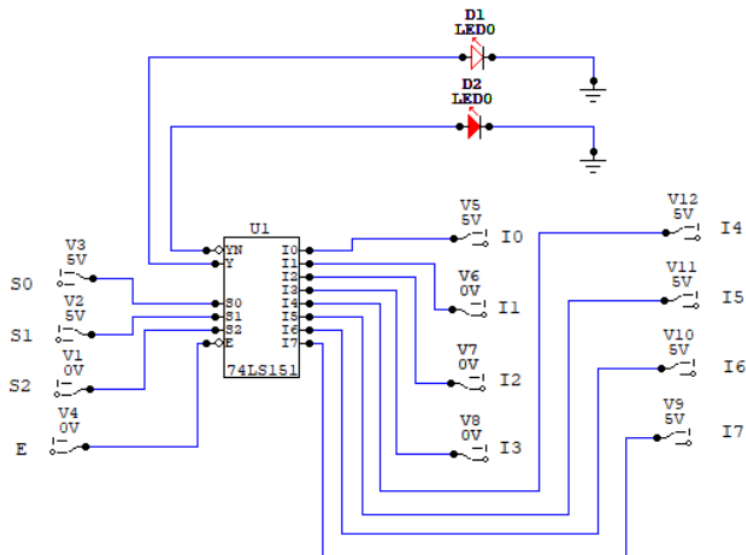 D1
LED0
D2
LED0
U1
YN
Y
S0
S1
S2
E
I0
I1
I2
I3
I4
I5
I6
I7
74LS151
V3
5V
S0
V2
5V
S1
V1
0V
S2
V4
0V
E
V5
5V
I0
V6
0V
I1
V7
0V
I2
V8
0V
I3
V12
5V
I4
V11
5V
I5
V10
5V
I6
V9
5V
I7